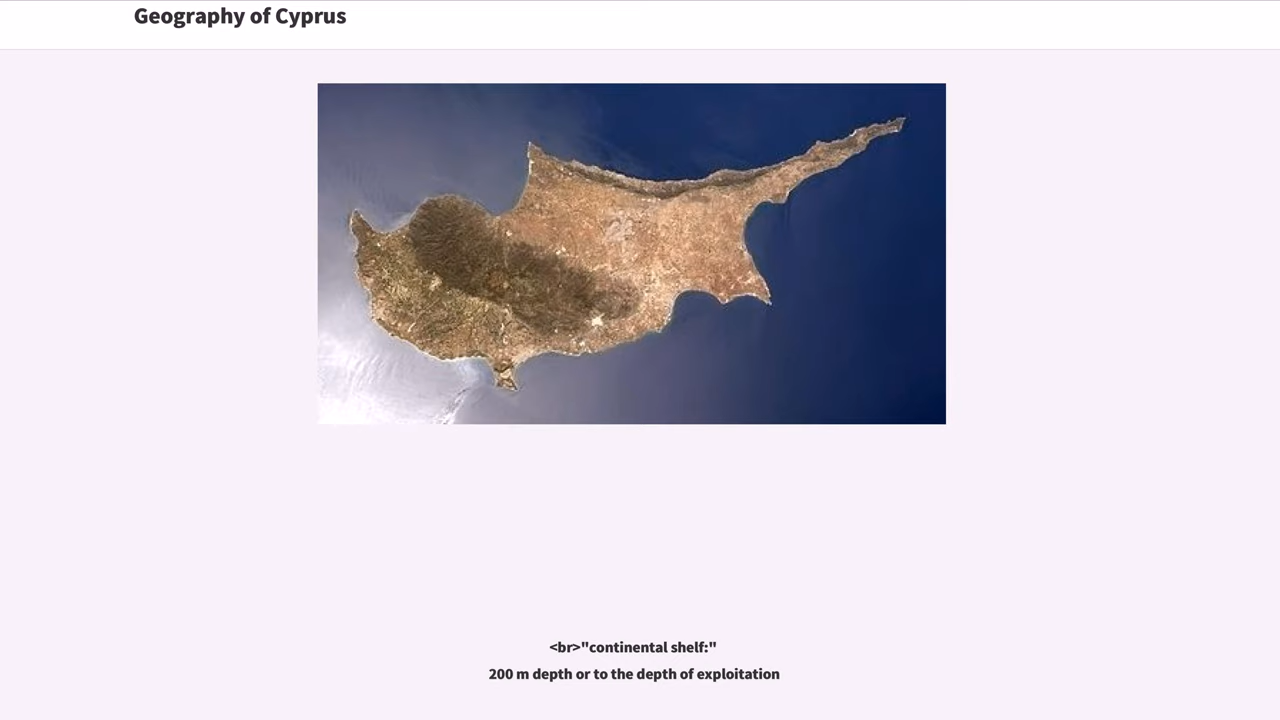 Geography of Cyprus
<br>"continental shelf:"
200 m depth or to the depth of exploitation